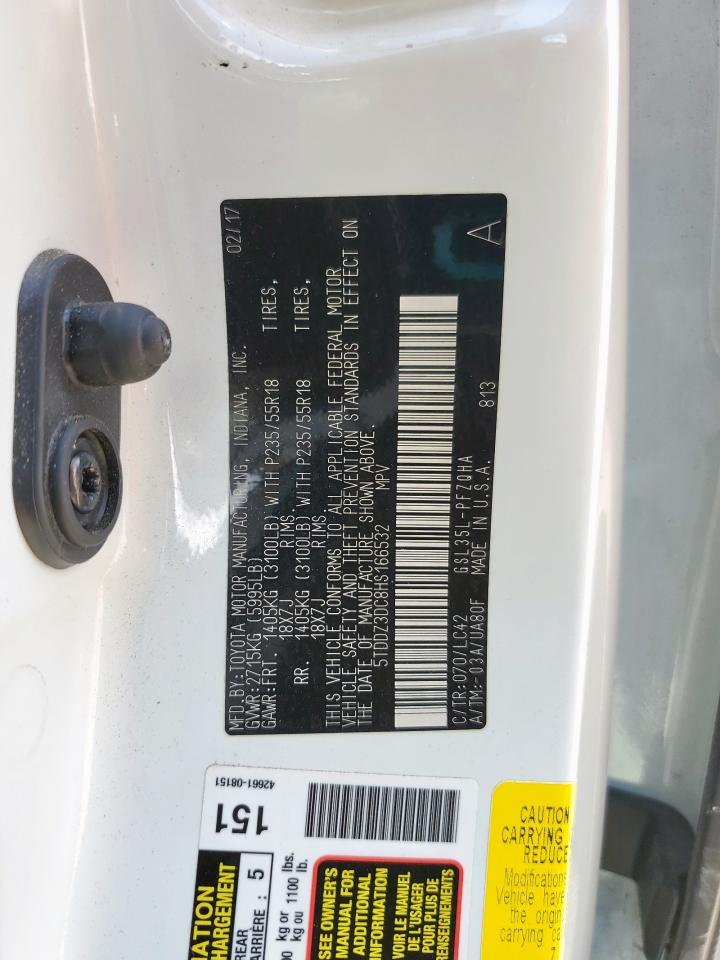 MFD.BY:TOYOTA MOTOR MANUFACTURING, INDIANA, INC. 02/17
GVWR:2715KG (5995LB)
GAWR:FRT. 1405KG (3100LB) WITH P235/55R18 TIRES,
18X7J RIMS
RR. 1405KG (3100LB) WITH P235/55R18 TIRES,
18X7J RIMS.
THIS VEHICLE CONFORMS TO ALL APPLICABLE FEDERAL MOTOR
VEHICLE SAFETY AND THEFT PREVENTION STANDARDS IN EFFECT ON
THE DATE OF MANUFACTURE SHOWN ABOVE.
5TDDZ3DC8HS166532 MPV
C/TR:070/LC42 GSL35L-PFZQHA 813 A
A/TM:-03A/UA80F MADE IN U.S.A.
42661-08151
151
CHARGEMENT
REAR
ARRIÈRE : 5
kg or 1100 lbs.
kg ou 1100 lb.
SEE OWNER'S
MANUAL FOR
ADDITIONAL
INFORMATION
VOIR LE MANUEL
DE L'USAGER
POUR PLUS DE
RENSEIGNEMENTS
CAUTION
CARRYING
REDUCE
Modifications
Vehicle have
the origin
carrying